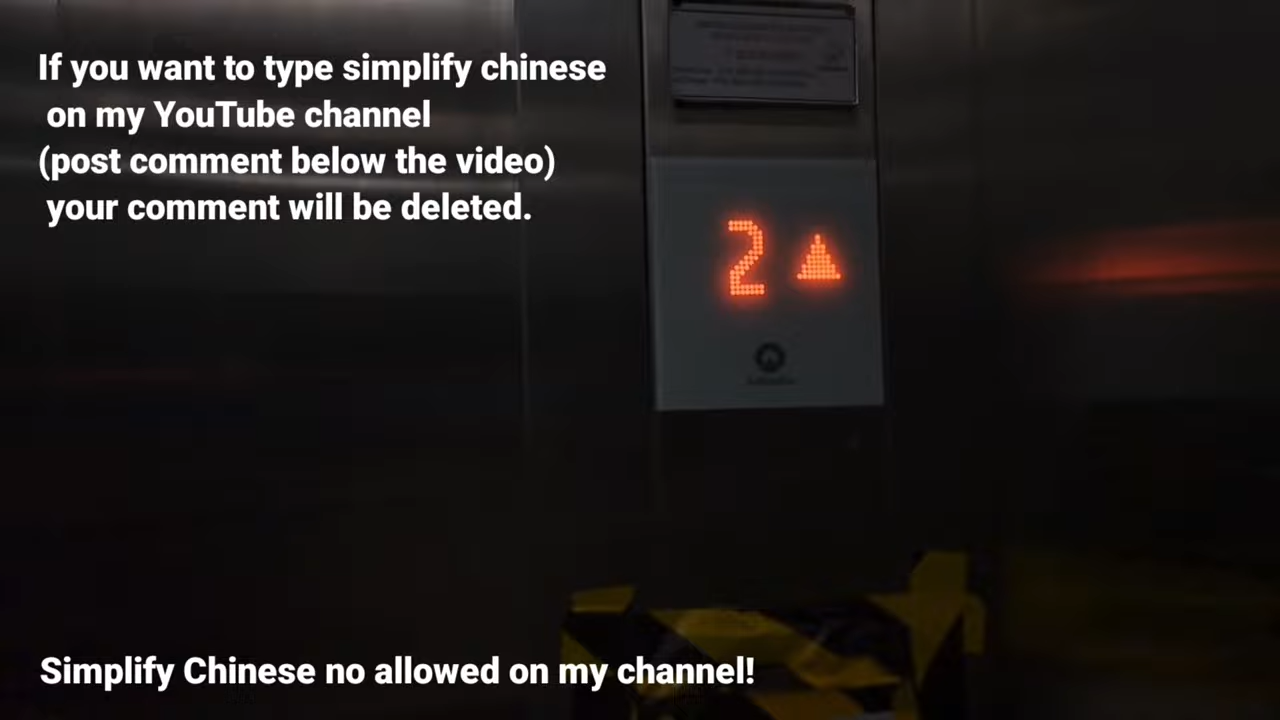 If you want to type simplify chinese
on my YouTube channel
(post comment below the video)
your comment will be deleted.
2
Simplify Chinese no allowed on my channel!